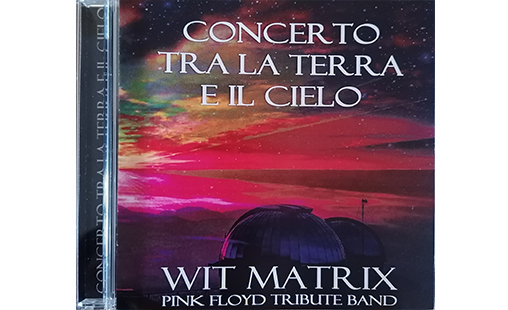 CONCERTO TRA LA TERRA E IL CIELO
CONCERTO
TRA LA TERRA
E IL CIELO
WIT MATRIX
PINK FLOYD TRIBUTE BAND